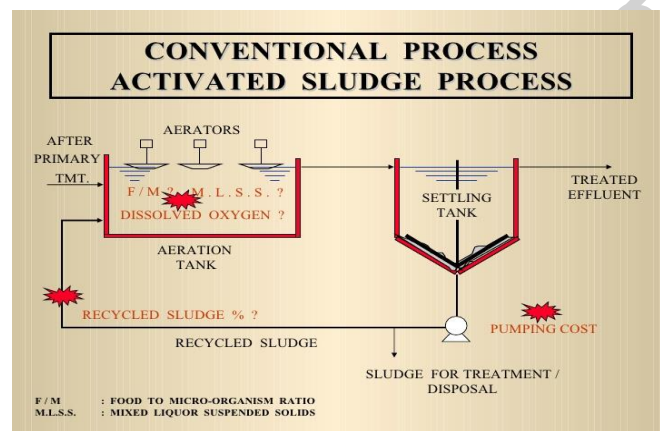 CONVENTIONAL PROCESS
ACTIVATED SLUDGE PROCESS
AERATORS
AFTER
PRIMARY
TMT.
F / M ? M.L.S.S. ?
DISSOLVED OXYGEN ?
AERATION
TANK
SETTLING
TANK
TREATED
EFFLUENT
RECYCLED SLUDGE % ?
RECYCLED SLUDGE
PUMPING COST
SLUDGE FOR TREATMENT /
DISPOSAL
F / M : FOOD TO MICRO-ORGANISM RATIO
M.L.S.S. : MIXED LIQUOR SUSPENDED SOLIDS